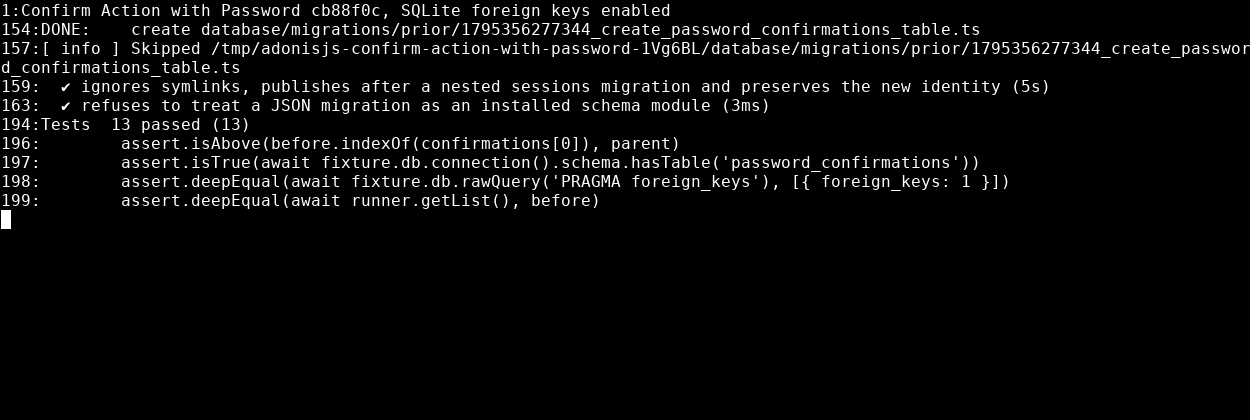 1:Confirm Action with Password cb88f0c, SQLite foreign keys enabled
154:DONE:    create database/migrations/prior/1795356277344_create_password_confirmations_table.ts
157:[ info ] Skipped /tmp/adonisjs-confirm-action-with-password-1Vg6BL/database/migrations/prior/1795356277344_create_passwor
d_confirmations_table.ts
159:  ✔ ignores symlinks, publishes after a nested sessions migration and preserves the new identity (5s)
163:  ✔ refuses to treat a JSON migration as an installed schema module (3ms)
194:Tests  13 passed (13)
196:        assert.isAbove(before.indexOf(confirmations[0]), parent)
197:        assert.isTrue(await fixture.db.connection().schema.hasTable('password_confirmations'))
198:        assert.deepEqual(await fixture.db.rawQuery('PRAGMA foreign_keys'), [{ foreign_keys: 1 }])
199:        assert.deepEqual(await runner.getList(), before)